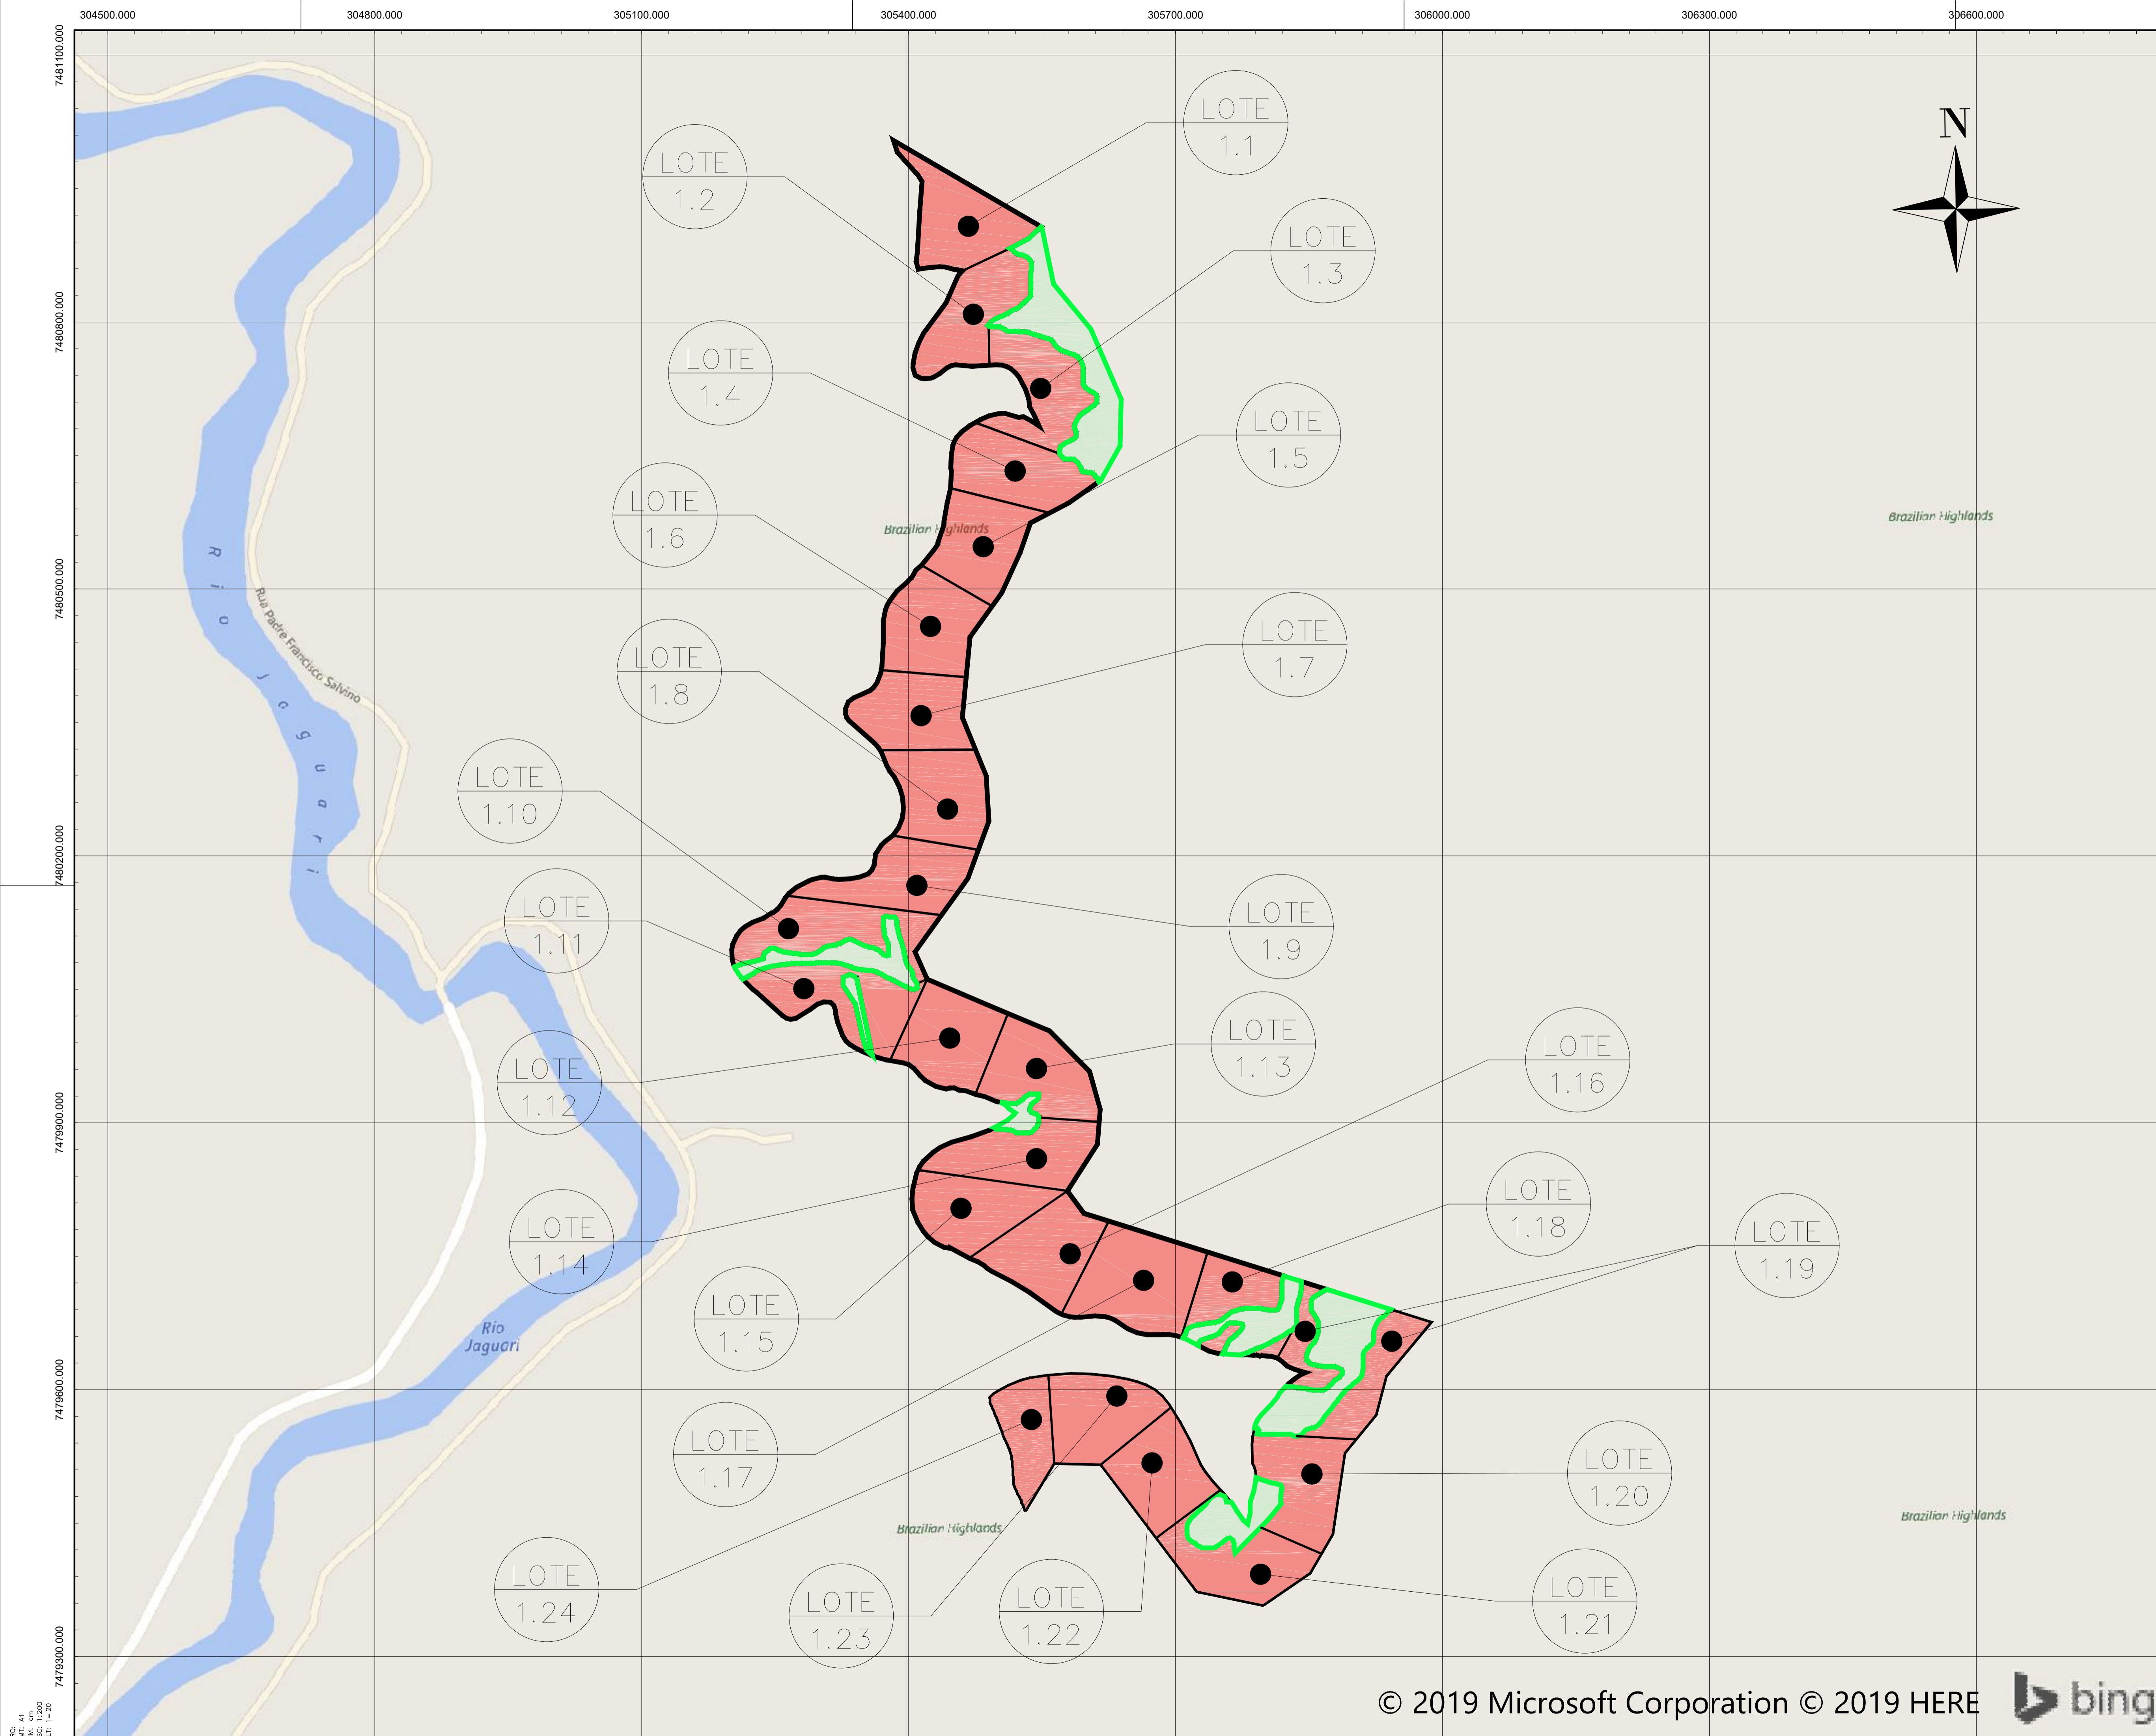 304500.000
304800.000
305100.000
305400.000
305700.000
306000.000
306300.000
306600.000
7481100.000
7480800.000
7480500.000
7480200.000
7479900.000
7479600.000
7479300.000
N
LOTE
1.1
LOTE
1.2
LOTE
1.3
LOTE
1.4
LOTE
1.5
LOTE
1.6
LOTE
1.7
LOTE
1.8
LOTE
1.9
LOTE
1.10
LOTE
1.11
LOTE
1.12
LOTE
1.13
LOTE
1.14
LOTE
1.15
LOTE
1.16
LOTE
1.17
LOTE
1.18
LOTE
1.19
LOTE
1.20
LOTE
1.21
LOTE
1.22
LOTE
1.23
LOTE
1.24
Brazilian Highlands
Brazilian Highlands
Brazilian Highlands
Brazilian Highlands
Rio Jaguari
Rua Padre Francisco Salvino
Rio
Jaguari
A1
cm
1:200
1=20
© 2019 Microsoft Corporation © 2019 HERE
bing